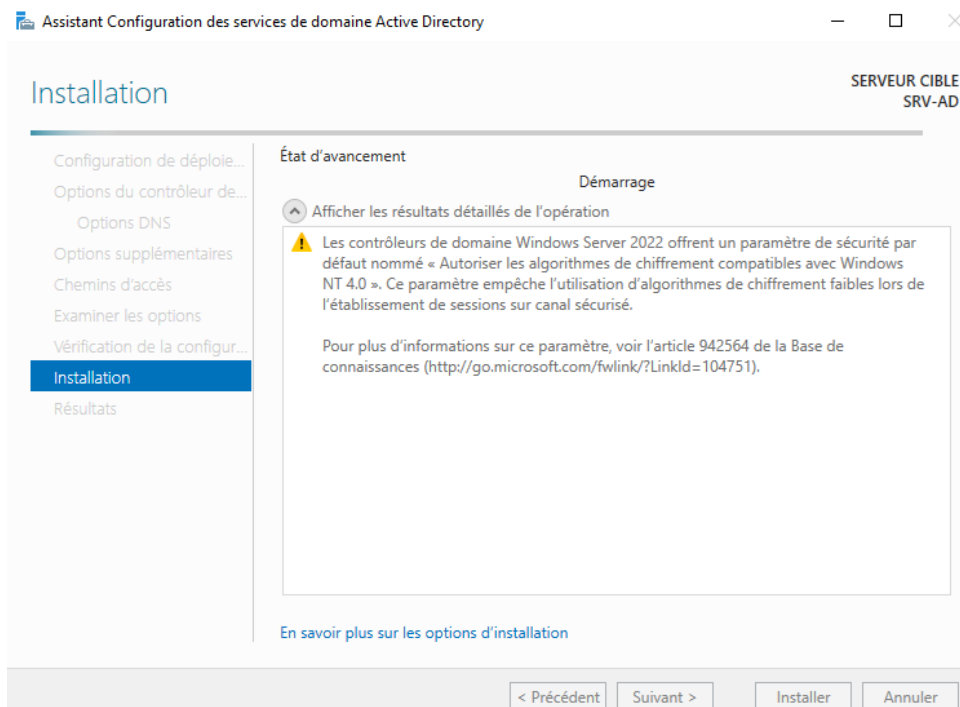 Assistant Configuration des services de domaine Active Directory
Installation
SERVEUR CIBLE
SRV-AD
Configuration de déploie...
Options du contrôleur de...
Options DNS
Options supplémentaires
Chemins d'accès
Examiner les options
Vérification de la configur...
Installation
Résultats
État d'avancement
Démarrage
Afficher les résultats détaillés de l'opération
Les contrôleurs de domaine Windows Server 2022 offrent un paramètre de sécurité par
défaut nommé « Autoriser les algorithmes de chiffrement compatibles avec Windows
NT 4.0 ». Ce paramètre empêche l'utilisation d'algorithmes de chiffrement faibles lors de
l'établissement de sessions sur canal sécurisé.
Pour plus d'informations sur ce paramètre, voir l'article 942564 de la Base de
connaissances (http://go.microsoft.com/fwlink/?LinkId=104751).
En savoir plus sur les options d'installation
< Précédent
Suivant >
Installer
Annuler